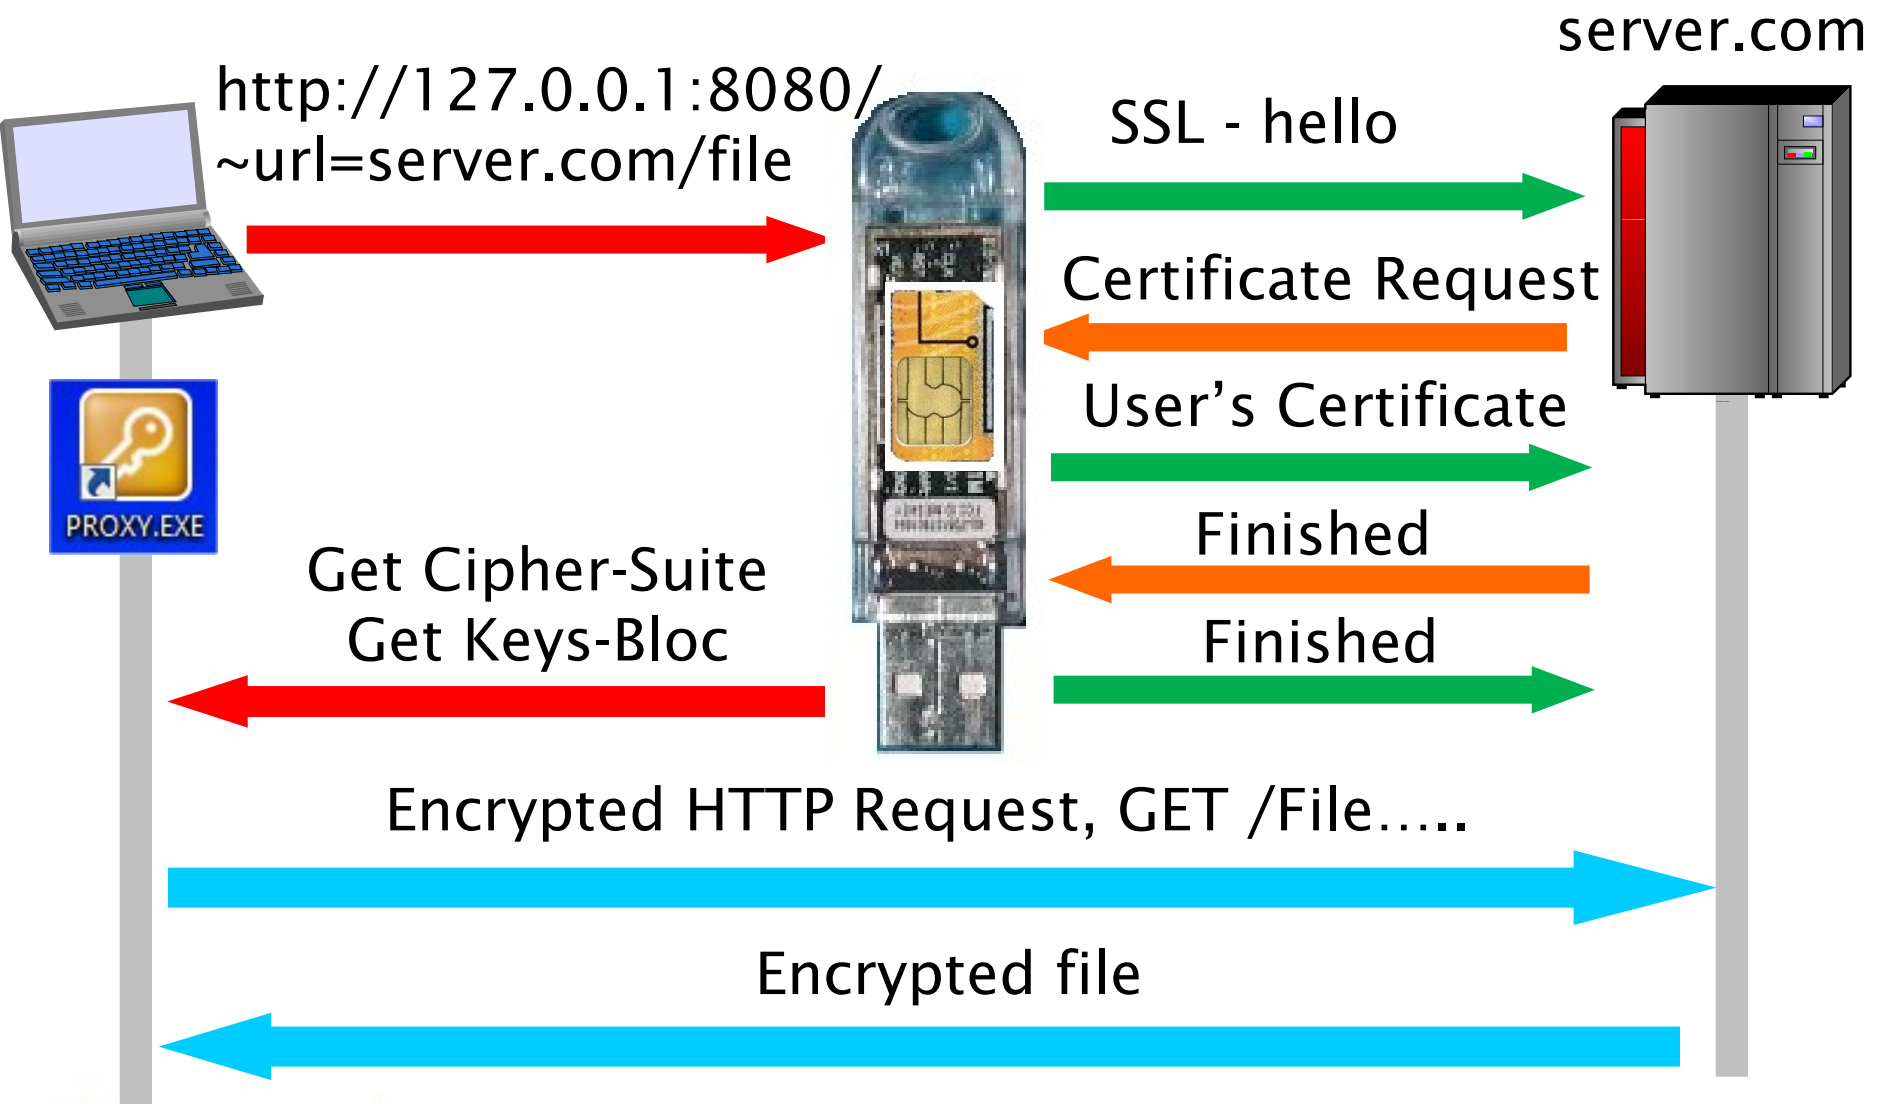 server.com
http://127.0.0.1:8080/
~url=server.com/file
SSL - hello
Certificate Request
User’s Certificate
PROXY.EXE
Finished
Get Cipher-Suite
Get Keys-Bloc
Finished
Encrypted HTTP Request, GET /File…..
Encrypted file